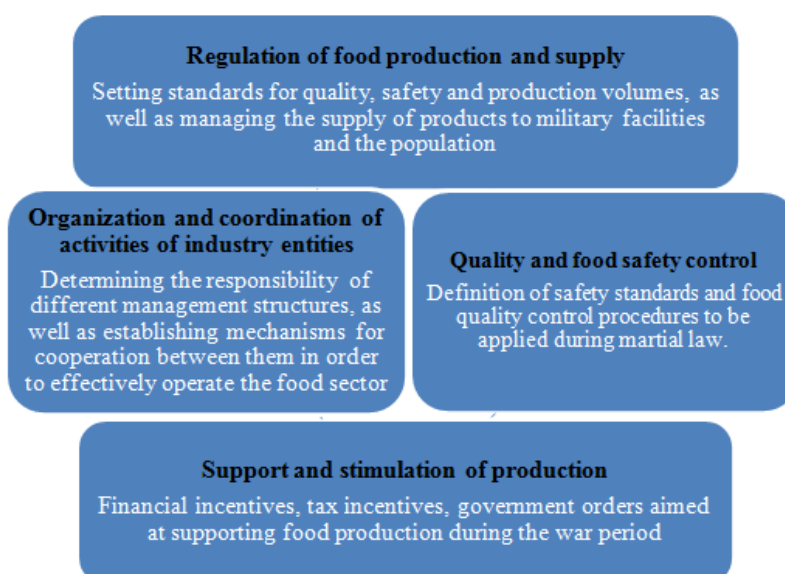 Regulation of food production and supply
Setting standards for quality, safety and production volumes, as
well as managing the supply of products to military facilities
and the population
Organization and coordination of
activities of industry entities
Determining the responsibility of
different management structures, as
well as establishing mechanisms for
cooperation between them in order
to effectively operate the food sector
Quality and food safety control
Definition of safety standards and food
quality control procedures to be
applied during martial law.
Support and stimulation of production
Financial incentives, tax incentives, government orders aimed
at supporting food production during the war period